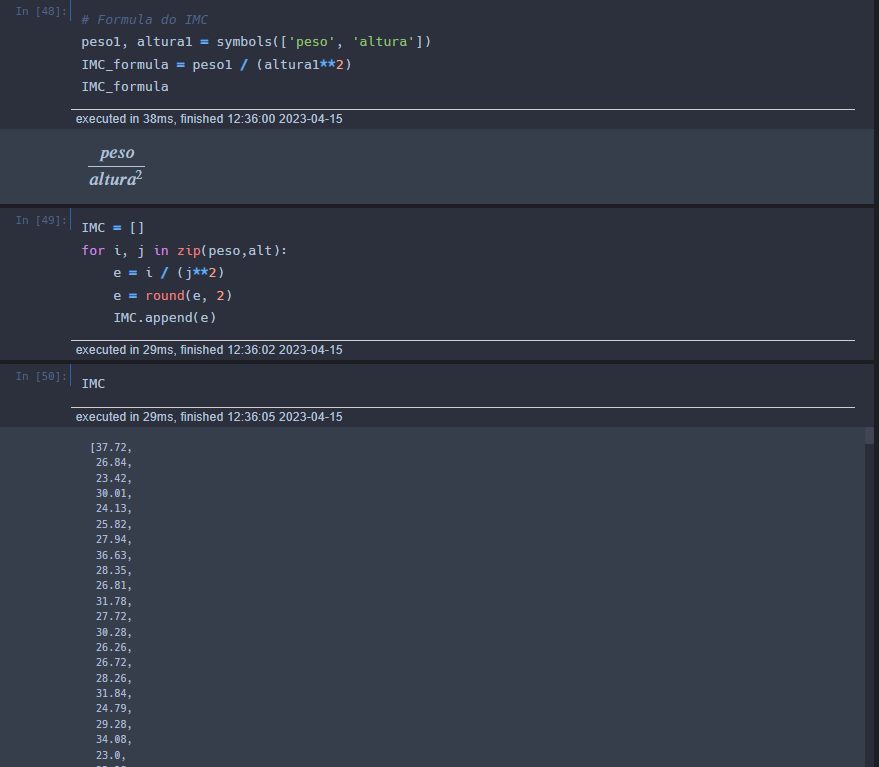 In [48]:
# Formula do IMC
peso1, altura1 = symbols(['peso', 'altura'])
IMC_formula = peso1 / (altura1**2)
IMC_formula
executed in 38ms, finished 12:36:00 2023-04-15
peso
altura²
In [49]:
IMC = []
for i, j in zip(peso,alt):
    e = i / (j**2)
    e = round(e, 2)
    IMC.append(e)
executed in 29ms, finished 12:36:02 2023-04-15
In [50]:
IMC
executed in 29ms, finished 12:36:05 2023-04-15
[37.72,
26.84,
23.42,
30.01,
24.13,
25.82,
27.94,
36.63,
28.35,
26.81,
31.78,
27.72,
30.28,
26.26,
26.72,
28.26,
31.84,
24.79,
29.28,
34.08,
23.0,